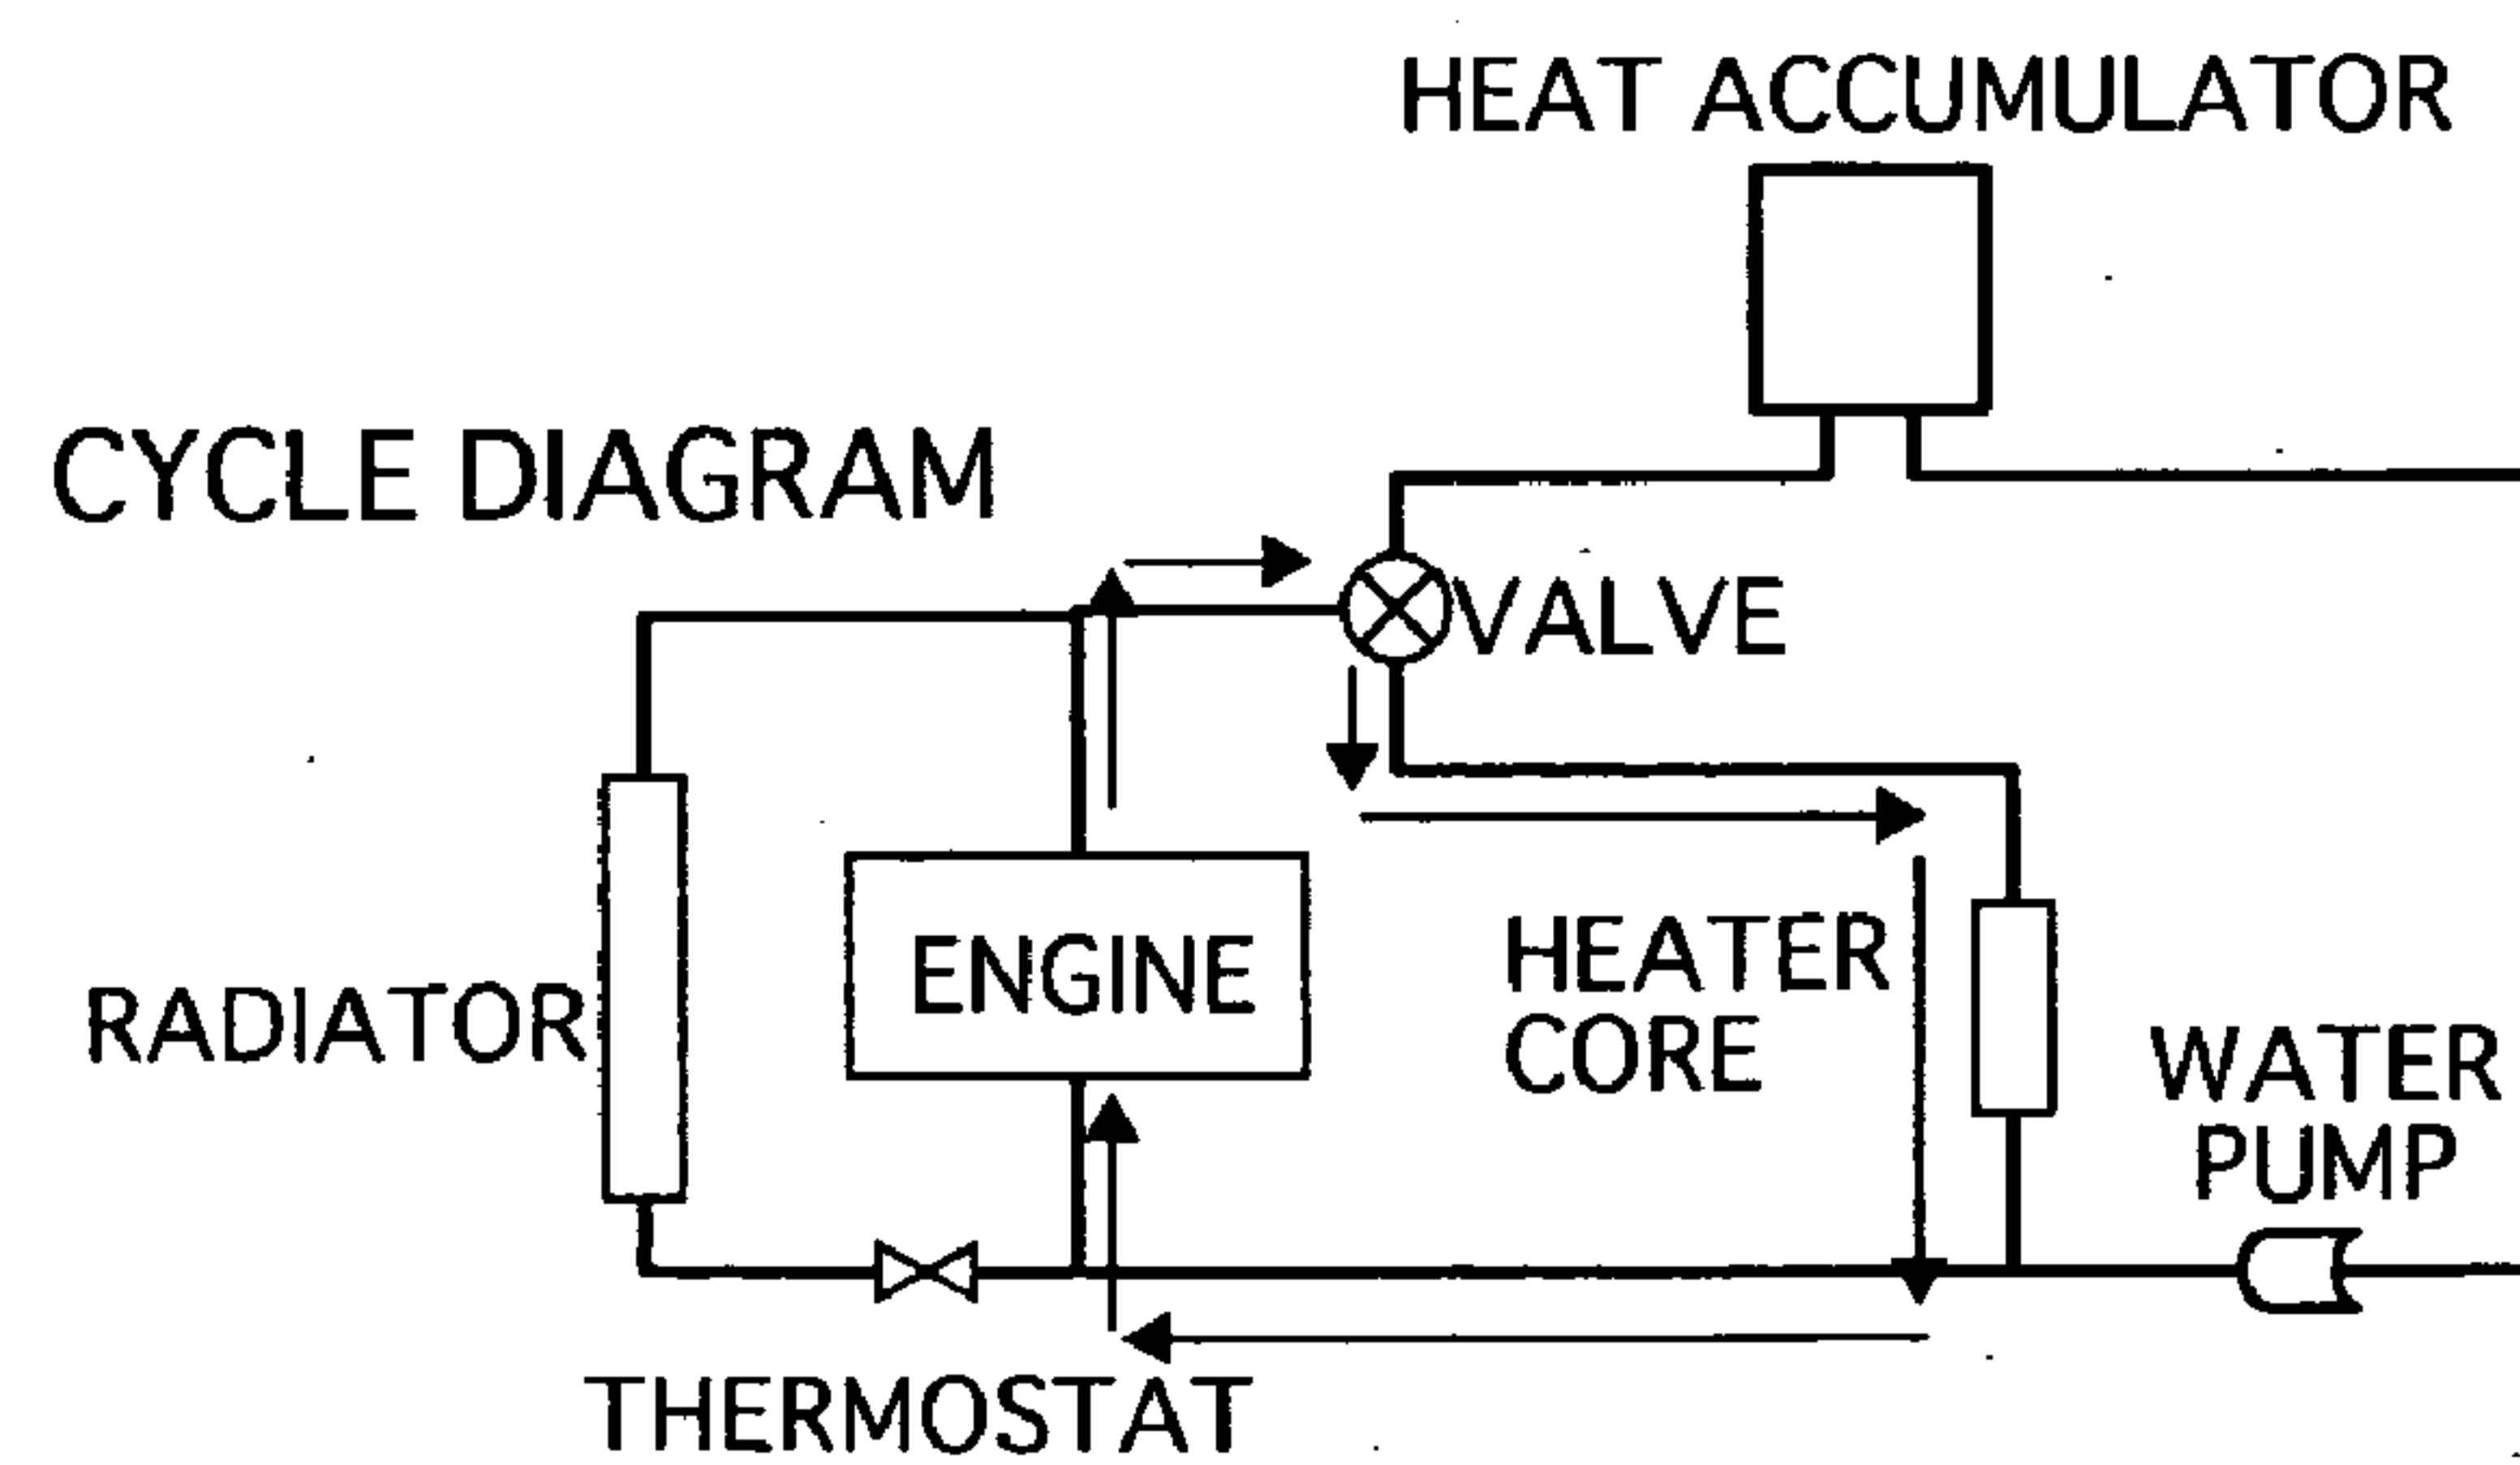 HEAT ACCUMULATOR
CYCLE DIAGRAM
VALVE
ENGINE
HEATER
CORE
RADIATOR
WATER
PUMP
THERMOSTAT